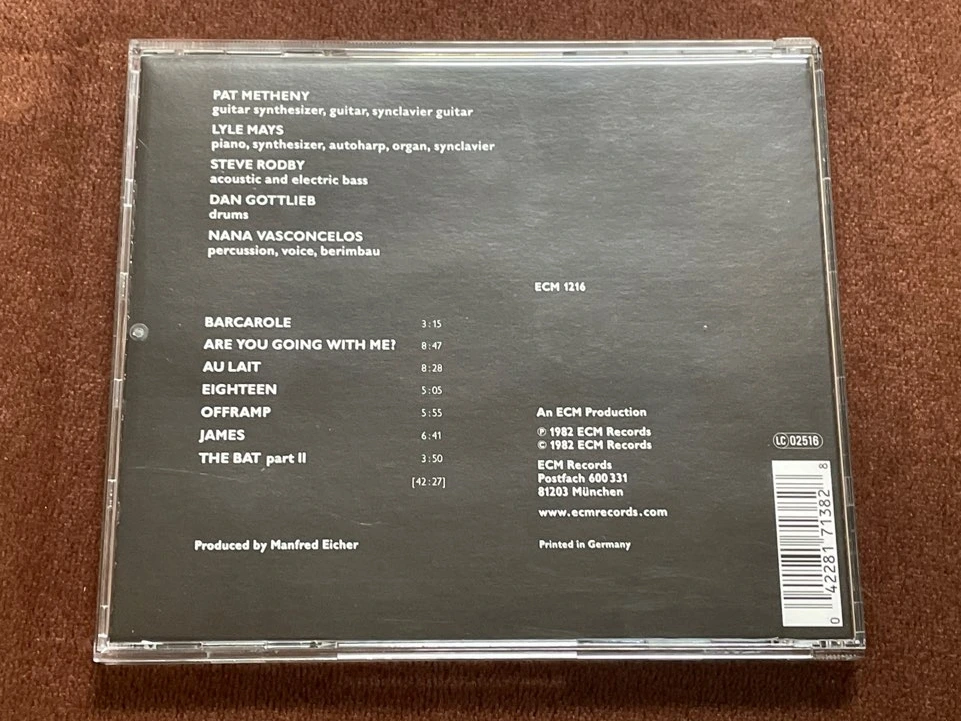 PAT METHENY
guitar synthesizer, guitar, synclavier guitar
LYLE MAYS
piano, synthesizer, autoharp, organ, synclavier
STEVE RODBY
acoustic and electric bass
DAN GOTTLIEB
drums
NANA VASCONCELOS
percussion, voice, berimbau
ECM 1216
BARCAROLE 3:15
ARE YOU GOING WITH ME? 8:47
AU LAIT 8:28
EIGHTEEN 5:05
OFFRAMP 5:55
JAMES 6:41
THE BAT part II 3:50
[42:27]
Produced by Manfred Eicher
An ECM Production
℗ 1982 ECM Records
© 1982 ECM Records
ECM Records
Postfach 600 331
81203 München
www.ecmrecords.com
Printed in Germany
LC 02516
0 42281 71382 8